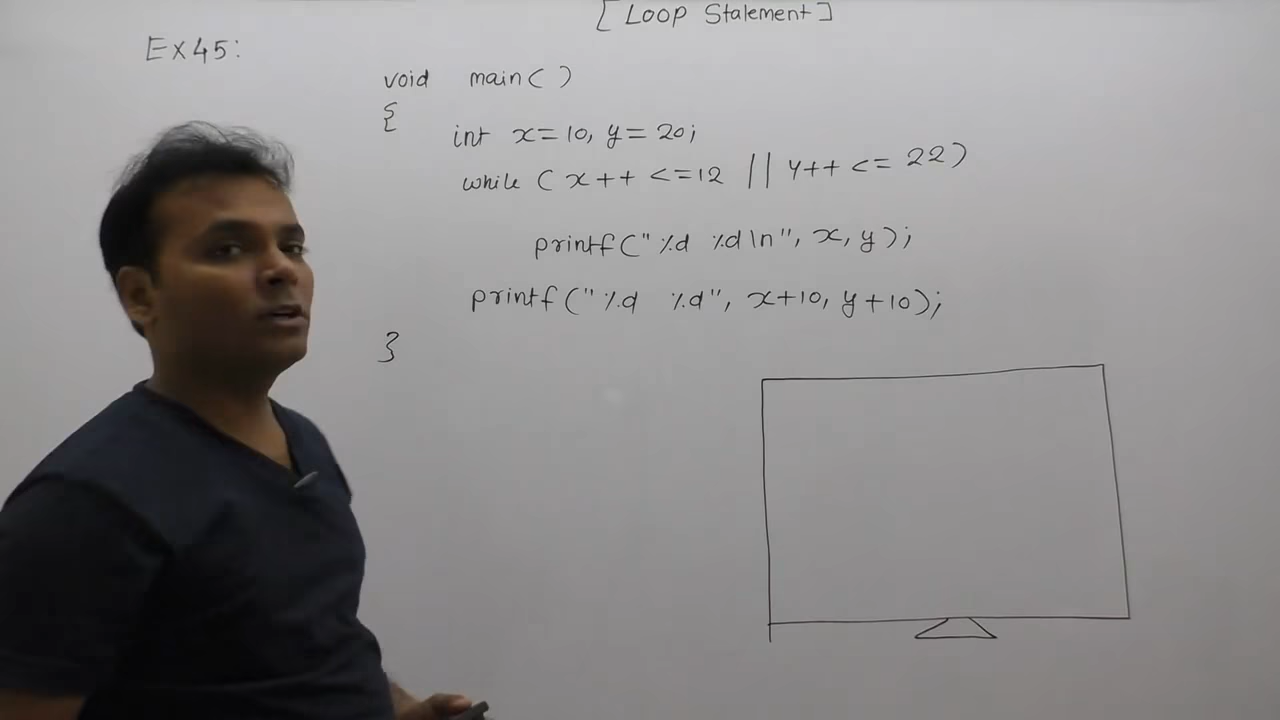 [Loop Statement]
Ex45:
void main( )
{
int x=10, y=20;
while (x++ <=12 || y++ <= 22)
printf("%d %d\n", x, y);
printf("%d %d", x+10, y+10);
}